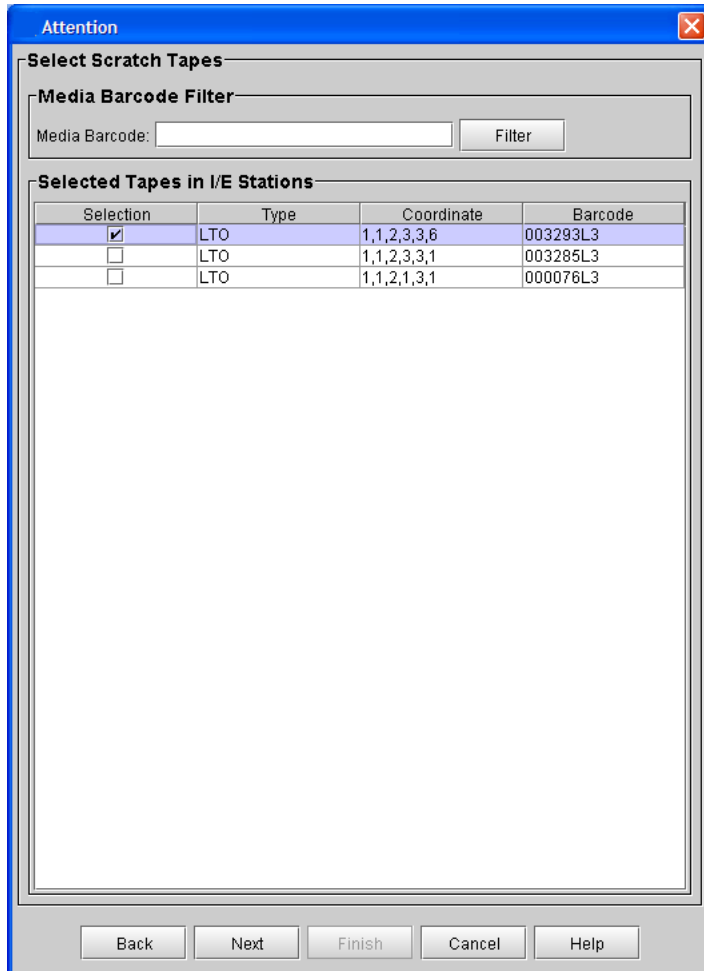 Attention
Select Scratch Tapes
Media Barcode Filter
Media Barcode: Filter
Selected Tapes in I/E Stations
Selection Type Coordinate Barcode
LTO 1,1,2,3,3,6 003293L3
LTO 1,1,2,3,3,1 003285L3
LTO 1,1,2,1,3,1 000076L3
Back Next Finish Cancel Help